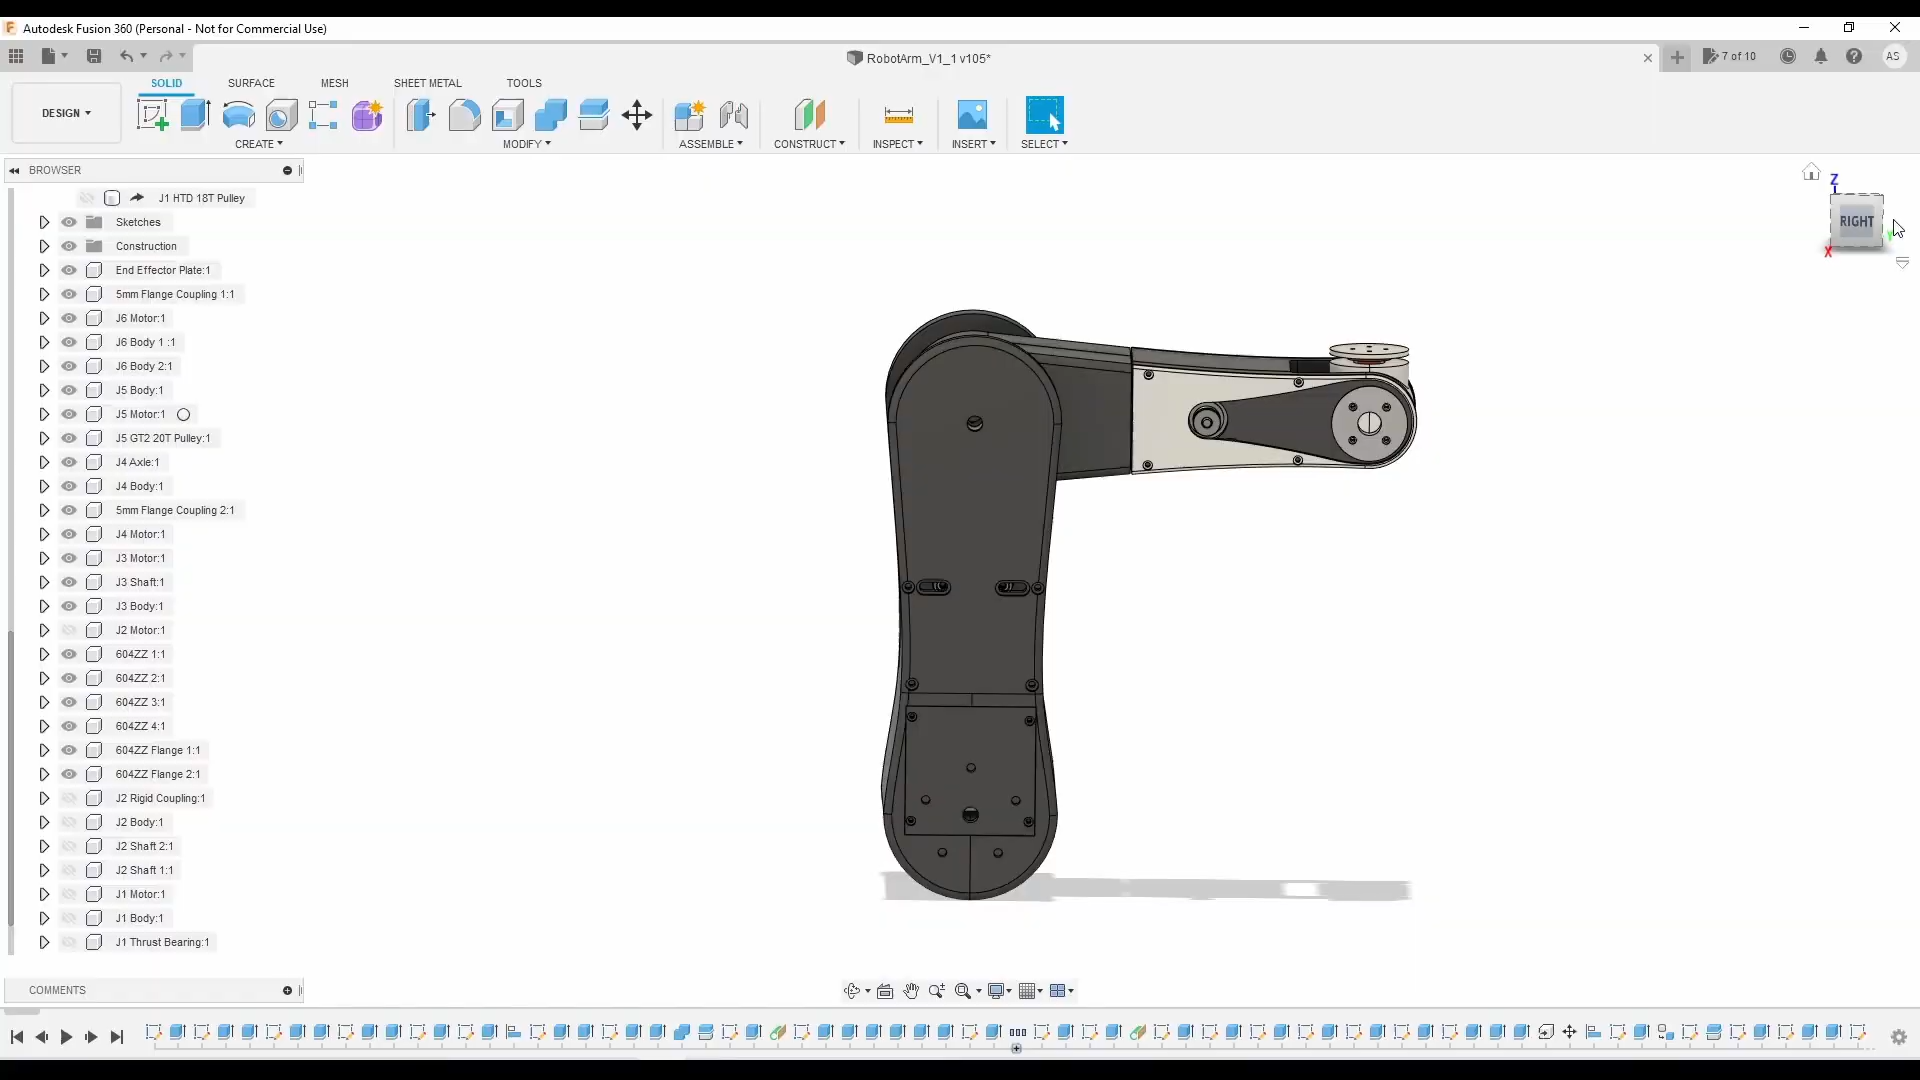 Autodesk Fusion 360 (Personal - Not for Commercial Use)
RobotArm_V1_1 v105*
7 of 10
AS
DESIGN
SOLID
SURFACE
MESH
SHEET METAL
TOOLS
CREATE
MODIFY
ASSEMBLE
CONSTRUCT
INSPECT
INSERT
SELECT
BROWSER
J1 HTD 18T Pulley
Sketches
Construction
End Effector Plate:1
5mm Flange Coupling 1:1
J6 Motor:1
J6 Body 1 :1
J6 Body 2:1
J5 Body:1
J5 Motor:1
J5 GT2 20T Pulley:1
J4 Axle:1
J4 Body:1
5mm Flange Coupling 2:1
J4 Motor:1
J3 Motor:1
J3 Shaft:1
J3 Body:1
J2 Motor:1
604ZZ 1:1
604ZZ 2:1
604ZZ 3:1
604ZZ 4:1
604ZZ Flange 1:1
604ZZ Flange 2:1
J2 Rigid Coupling:1
J2 Body:1
J2 Shaft 2:1
J2 Shaft 1:1
J1 Motor:1
J1 Body:1
J1 Thrust Bearing:1
Z
RIGHT
X
COMMENTS